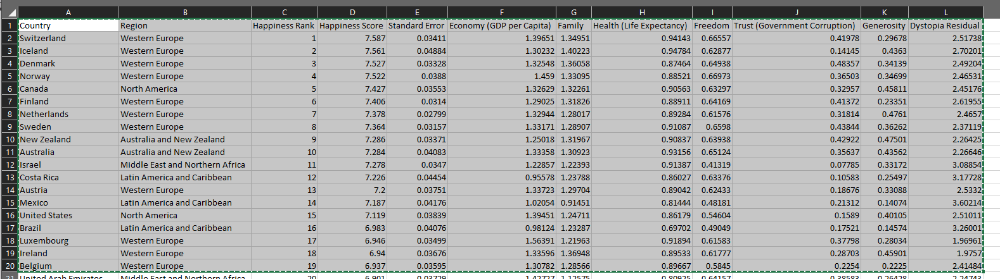 A B C D E F G H I J K L
1 Country Region Happiness Rank Happiness Score Standard Error Economy (GDP per Capita) Family Health (Life Expectancy) Freedom Trust (Government Corruption) Generosity Dystopia Residual
2 Switzerland Western Europe 1 7.587 0.03411 1.39651 1.34951 0.94143 0.66557 0.41978 0.29678 2.51738
3 Iceland Western Europe 2 7.561 0.04884 1.30232 1.40223 0.94784 0.62877 0.14145 0.4363 2.70201
4 Denmark Western Europe 3 7.527 0.03328 1.32548 1.36058 0.87464 0.64938 0.48357 0.34139 2.49204
5 Norway Western Europe 4 7.522 0.0388 1.459 1.33095 0.88521 0.66973 0.36503 0.34699 2.46531
6 Canada North America 5 7.427 0.03553 1.32629 1.32261 0.90563 0.63297 0.32957 0.45811 2.45176
7 Finland Western Europe 6 7.406 0.0314 1.29025 1.31826 0.88911 0.64169 0.41372 0.23351 2.61955
8 Netherlands Western Europe 7 7.378 0.02799 1.32944 1.28017 0.89284 0.61576 0.31814 0.4761 2.4657
9 Sweden Western Europe 8 7.364 0.03157 1.33171 1.28907 0.91087 0.6598 0.43844 0.36262 2.37119
10 New Zealand Australia and New Zealand 9 7.286 0.03371 1.25018 1.31967 0.90837 0.63938 0.42922 0.47501 2.26425
11 Australia Australia and New Zealand 10 7.284 0.04083 1.33358 1.30923 0.93156 0.65124 0.35637 0.43562 2.26646
12 Israel Middle East and Northern Africa 11 7.278 0.0347 1.22857 1.22393 0.91387 0.41319 0.07785 0.33172 3.08854
13 Costa Rica Latin America and Caribbean 12 7.226 0.04454 0.95578 1.23788 0.86027 0.63376 0.10583 0.25497 3.17728
14 Austria Western Europe 13 7.2 0.03751 1.33723 1.29704 0.89042 0.62433 0.18676 0.33088 2.5332
15 Mexico Latin America and Caribbean 14 7.187 0.04176 1.02054 0.91451 0.81444 0.48181 0.21312 0.14074 3.60214
16 United States North America 15 7.119 0.03839 1.39451 1.24711 0.86179 0.54604 0.1589 0.40105 2.51011
17 Brazil Latin America and Caribbean 16 6.983 0.04076 0.98124 1.23287 0.69702 0.49049 0.17521 0.14574 3.26001
18 Luxembourg Western Europe 17 6.946 0.03499 1.56391 1.21963 0.91894 0.61583 0.37798 0.28034 1.96961
19 Ireland Western Europe 18 6.94 0.03676 1.33596 1.36948 0.89533 0.61777 0.28703 0.45901 1.9757
20 Belgium Western Europe 19 6.937 0.03595 1.30782 1.28566 0.89667 0.5845 0.2254 0.2225 2.41484
21 United Arab Emirates Middle East and Northern Africa 20 6.901 0.03729 1.42727 1.12575 0.80925 0.64157 0.38583 0.26428 2.24743